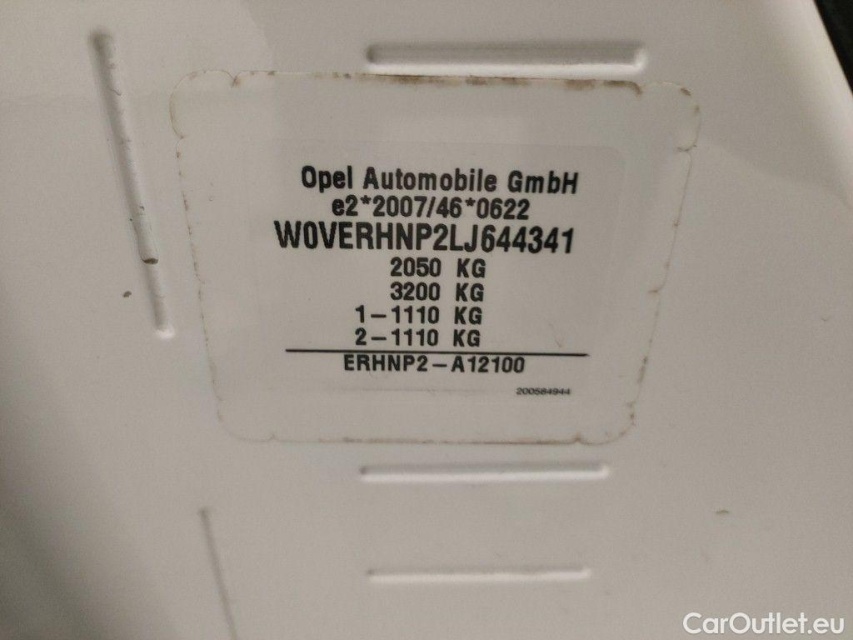 Opel Automobile GmbH
e2*2007/46*0622
W0VERHNP2LJ644341
2050 KG
3200 KG
1-1110 KG
2-1110 KG
ERHNP2-A12100
200584944
CarOutlet.eu